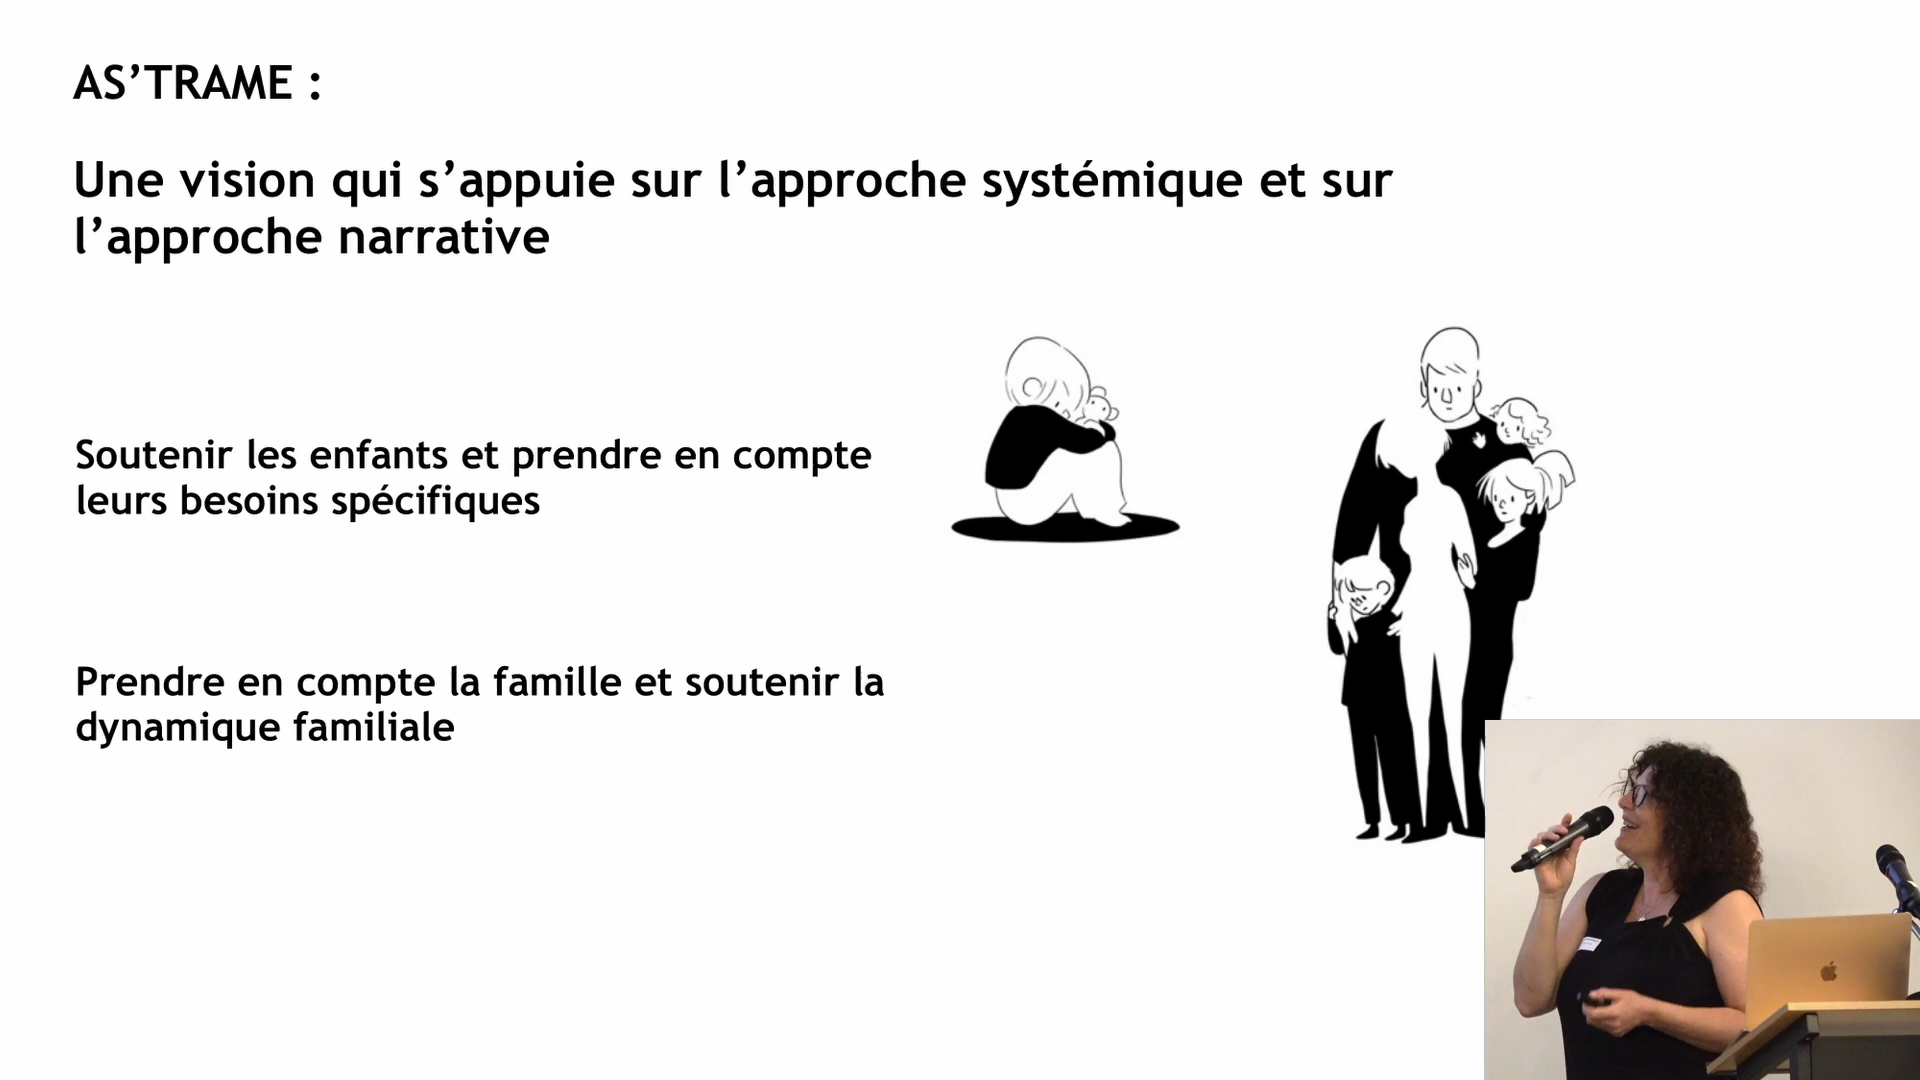 AS’TRAME :
Une vision qui s’appuie sur l’approche systémique et sur
l’approche narrative
Soutenir les enfants et prendre en compte
leurs besoins spécifiques
Prendre en compte la famille et soutenir la
dynamique familiale